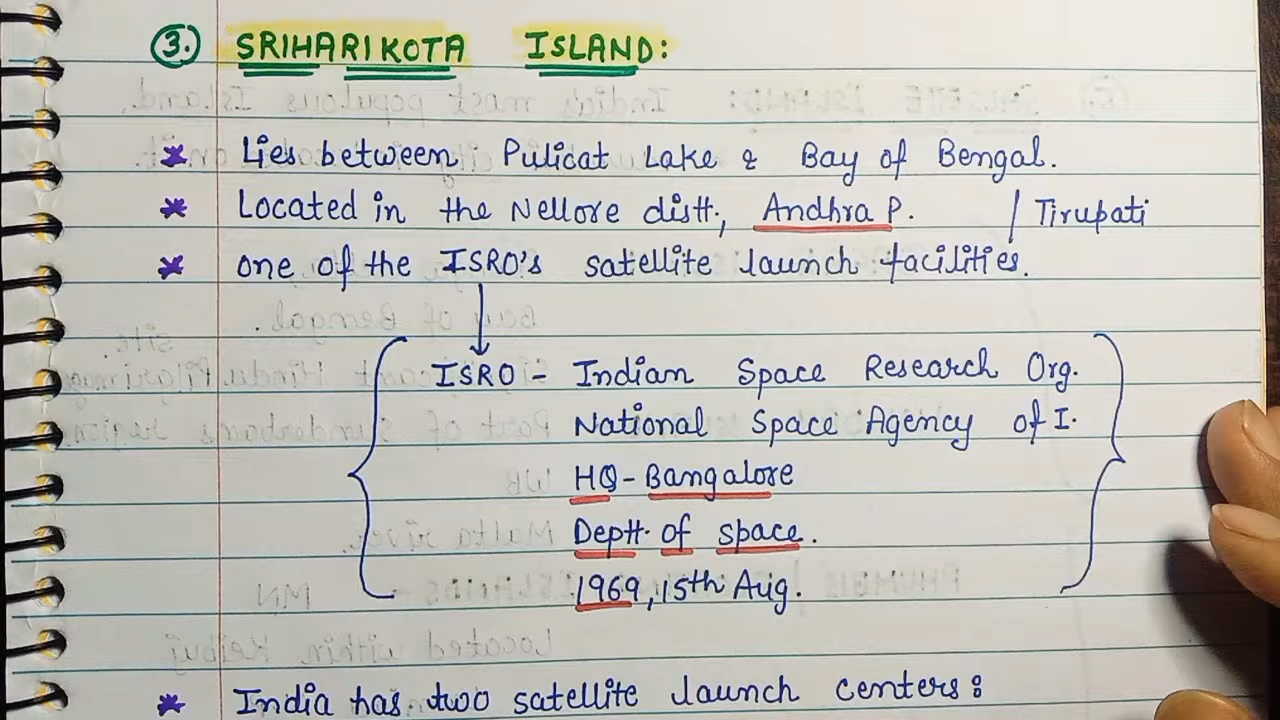 3. SRIHARIKOTA ISLAND:
* Lies between Pulicat Lake & Bay of Bengal.
* Located in the Nellore distt., Andhra P. / Tirupati
* one of the ISRO's satellite launch facilities.
ISRO - Indian Space Research Org.
National Space Agency of I.
HQ - Bangalore
Deptt. of space.
1969, 15th Aug.
* India has two satellite launch centers: